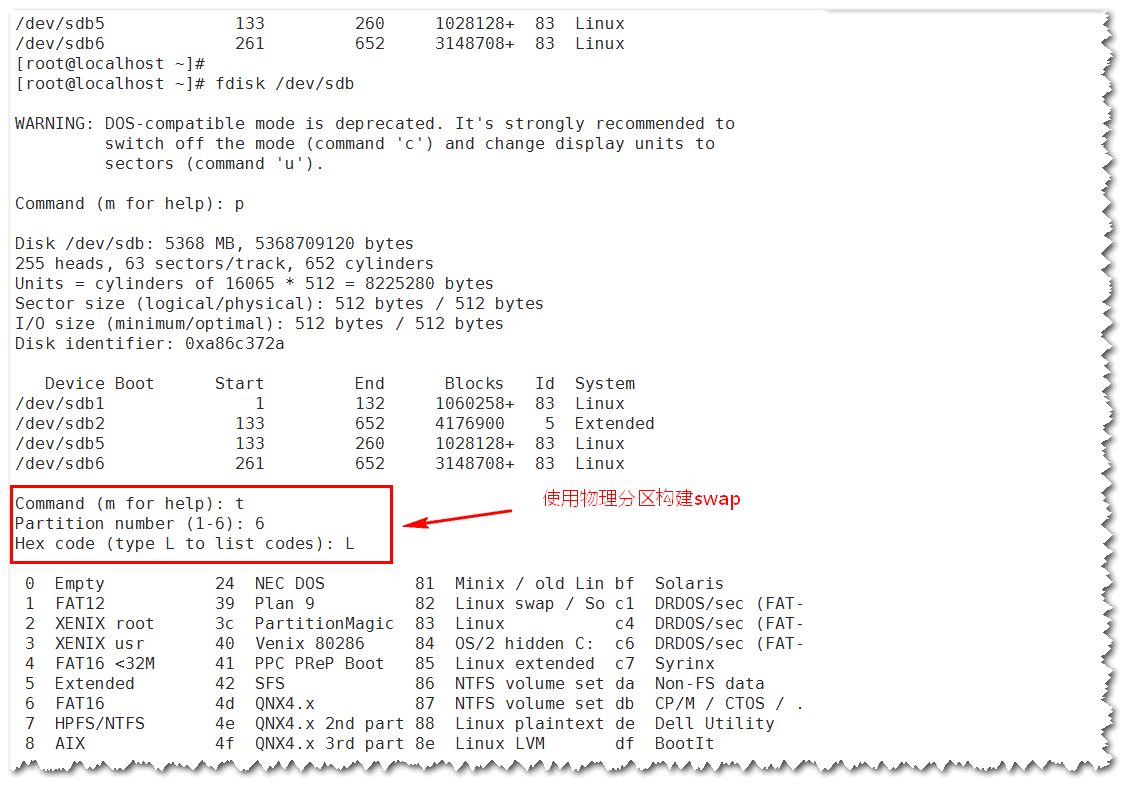 /dev/sdb5             133         260     1028128+  83  Linux
/dev/sdb6             261         652     3148708+  83  Linux
[root@localhost ~]#
[root@localhost ~]# fdisk /dev/sdb
WARNING: DOS-compatible mode is deprecated. It's strongly recommended to
         switch off the mode (command 'c') and change display units to
         sectors (command 'u').
Command (m for help): p
Disk /dev/sdb: 5368 MB, 5368709120 bytes
255 heads, 63 sectors/track, 652 cylinders
Units = cylinders of 16065 * 512 = 8225280 bytes
Sector size (logical/physical): 512 bytes / 512 bytes
I/O size (minimum/optimal): 512 bytes / 512 bytes
Disk identifier: 0xa86c372a
   Device Boot      Start         End      Blocks   Id  System
/dev/sdb1               1         132     1060258+  83  Linux
/dev/sdb2             133         652     4176900    5  Extended
/dev/sdb5             133         260     1028128+  83  Linux
/dev/sdb6             261         652     3148708+  83  Linux
Command (m for help): t
使用物理分区构建swap
Partition number (1-6): 6
Hex code (type L to list codes): L
 0  Empty           24  NEC DOS         81  Minix / old Lin bf  Solaris
 1  FAT12           39  Plan 9          82  Linux swap / So c1  DRDOS/sec (FAT-
 2  XENIX root      3c  PartitionMagic  83  Linux           c4  DRDOS/sec (FAT-
 3  XENIX usr       40  Venix 80286     84  OS/2 hidden C:  c6  DRDOS/sec (FAT-
 4  FAT16 <32M      41  PPC PReP Boot   85  Linux extended  c7  Syrinx
 5  Extended        42  SFS             86  NTFS volume set da  Non-FS data
 6  FAT16           4d  QNX4.x          87  NTFS volume set db  CP/M / CTOS / .
 7  HPFS/NTFS       4e  QNX4.x 2nd part 88  Linux plaintext de  Dell Utility
 8  AIX             4f  QNX4.x 3rd part 8e  Linux LVM       df  BootIt